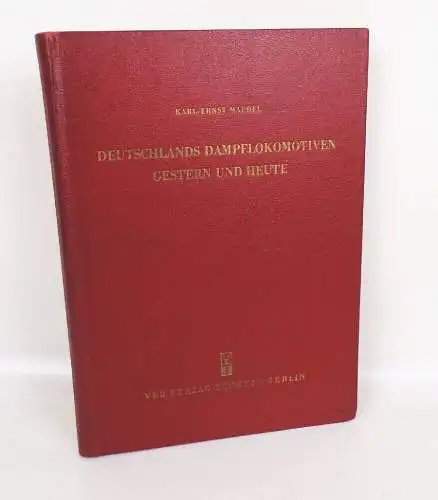 KARL-ERNST MAEDEL
DEUTSCHLANDS DAMPFLOKOMOTIVEN
GESTERN UND HEUTE
VEB VERLAG TECHNIK BERLIN